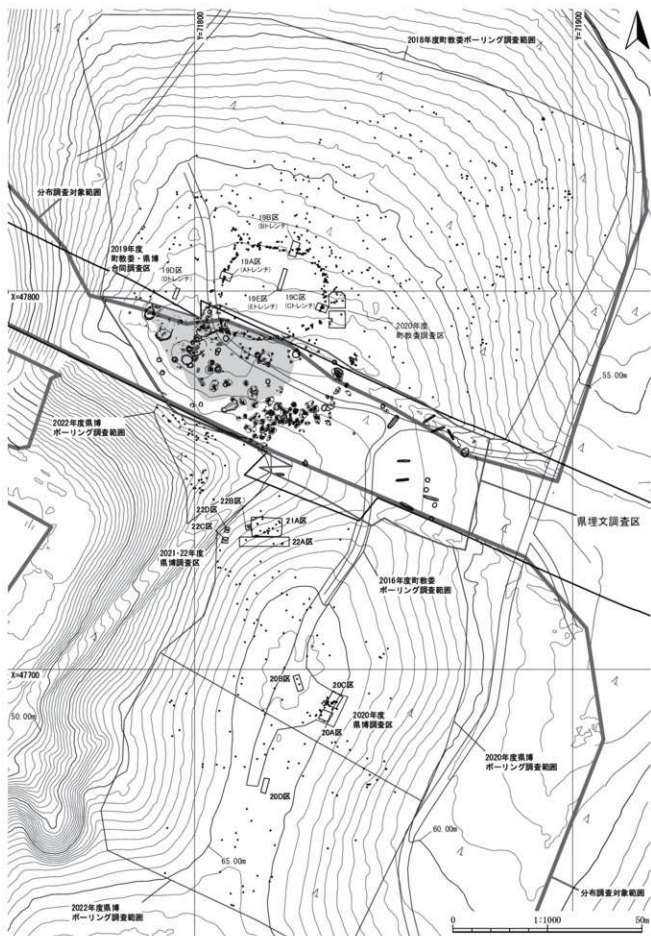 Y=71800
Y=71900
2018年度町教委ボーリング調査範囲
分布調査対象範囲
19B区
(Bトレンチ)
2019年度
町教委・県博
合同調査区
19A区
(Aトレンチ)
19D区
(Dトレンチ)
19E区
(Eトレンチ)
19C区
(Cトレンチ)
X=47800
2020年度
町教委調査区
55.00m
2022年度県博
ボーリング調査範囲
22B区
22D区
21A区
22C区
22A区
県埋文調査区
2021・22年度
県博調査区
2016年度町教委
ボーリング調査範囲
X=47700
20B区
20C区
50.00m
2020年度
県博調査区
20A区
2020年度県博
ボーリング調査範囲
20D区
60.00m
65.00m
2022年度県博
ボーリング調査範囲
分布調査対象範囲
0
1:1000
50m